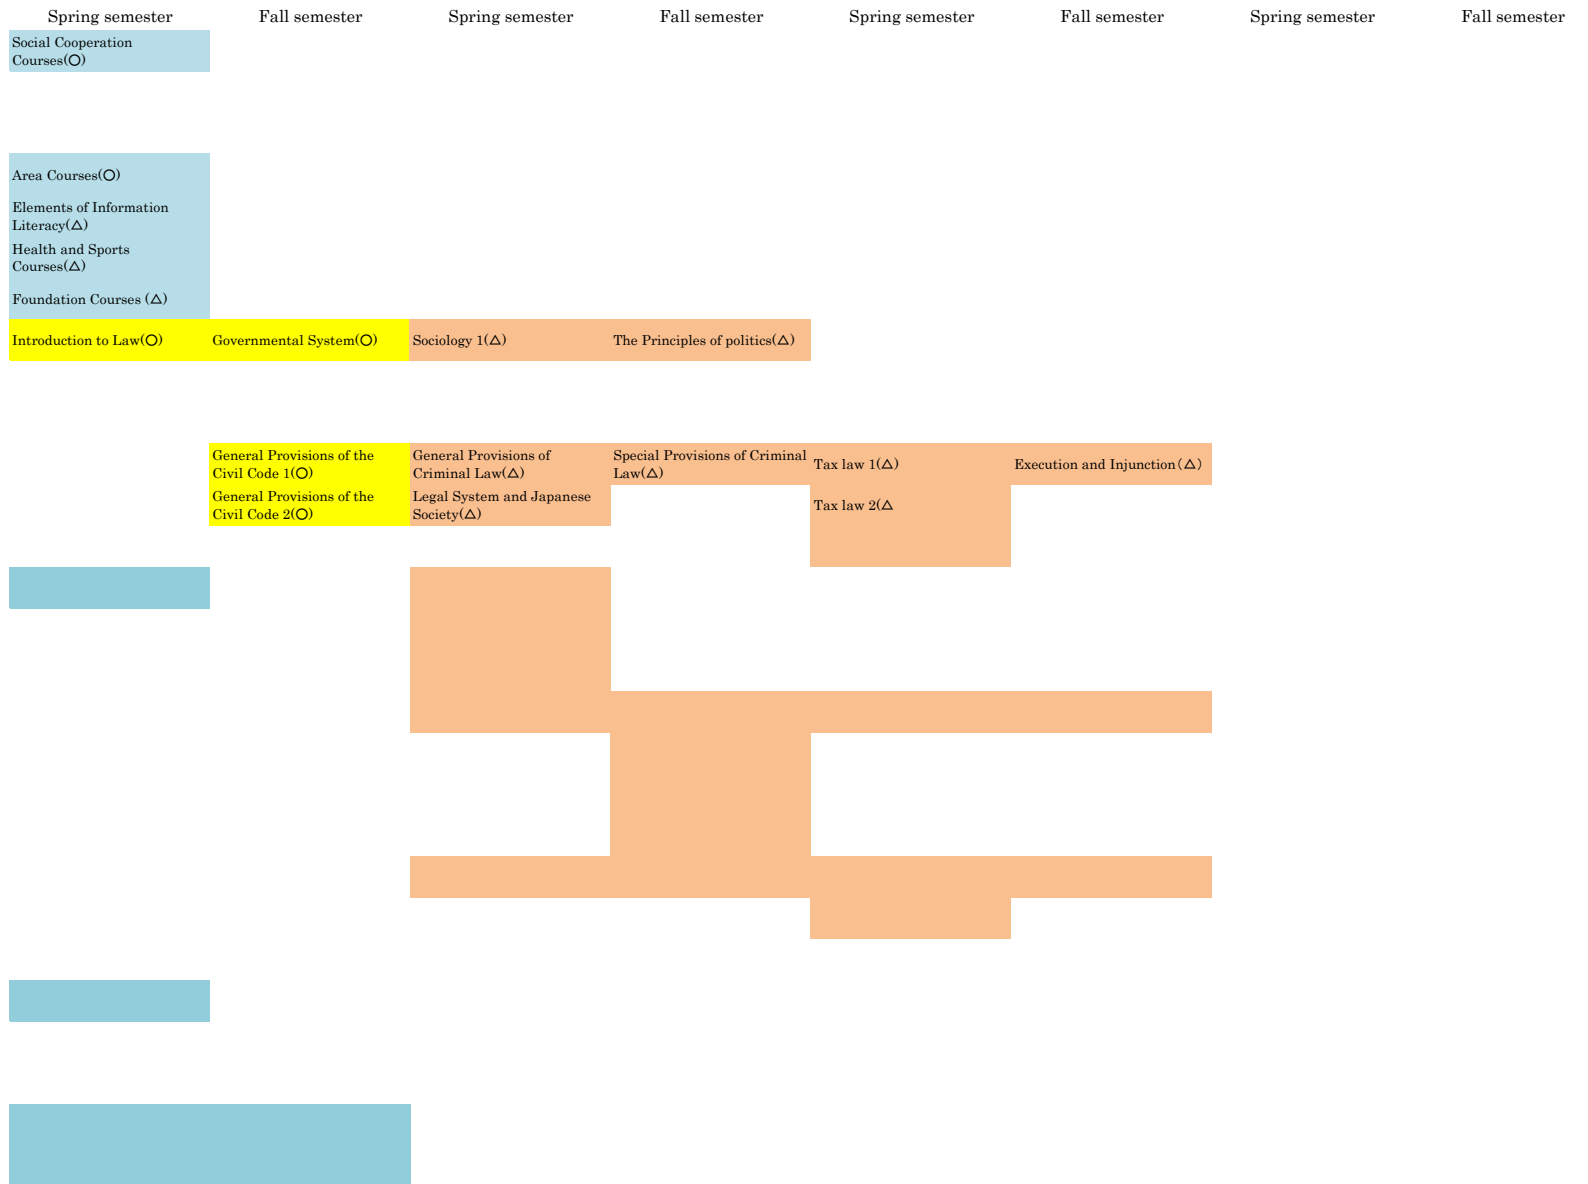 Spring semester Fall semester Spring semester Fall semester Spring semester Fall semester Spring semester Fall semester
Social Cooperation
Courses(○)
Area Courses(○)
Elements of Information
Literacy(△)
Health and Sports
Courses(△)
Foundation Courses (△)
Introduction to Law(○) Governmental System(○) Sociology 1(△) The Principles of politics(△)
General Provisions of the
Civil Code 1(○)
General Provisions of
Criminal Law(△)
Special Provisions of Criminal
Law(△)
Tax law 1(△)
Execution and Injunction(△)
General Provisions of the
Civil Code 2(○)
Legal System and Japanese
Society(△)
Tax law 2(△